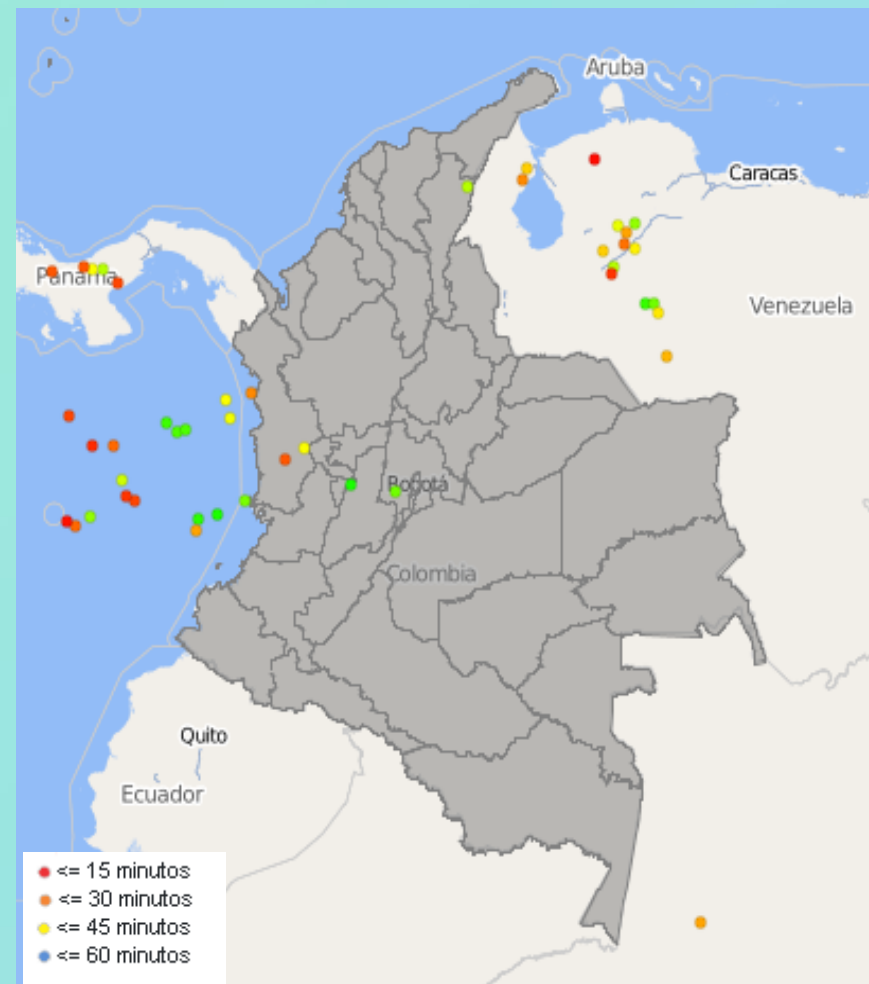 Aruba
Caracas
Panamá
Venezuela
Bogotá
Colombia
Quito
Ecuador
<= 15 minutos
<= 30 minutos
<= 45 minutos
<= 60 minutos